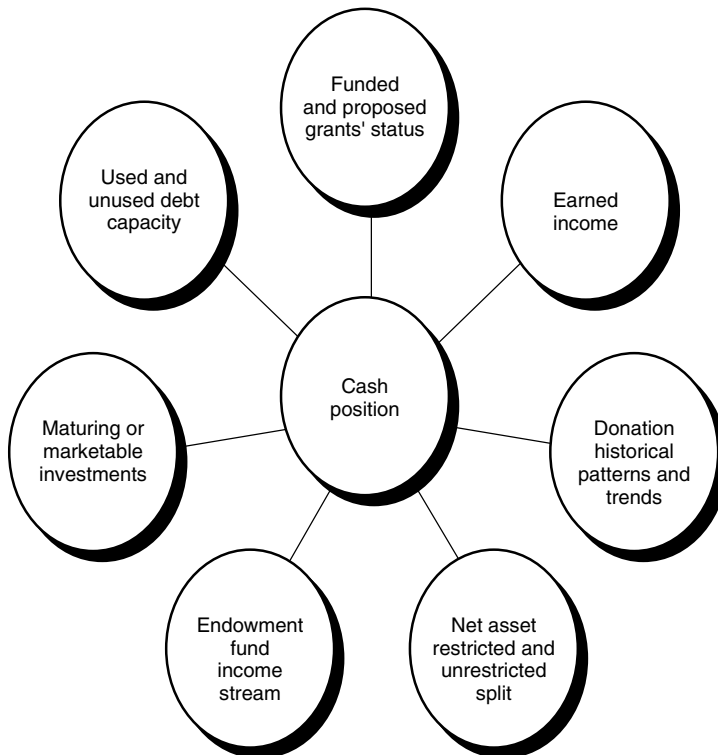 Funded
and proposed
grants' status
Used and
unused debt
capacity
Earned
income
Cash
position
Maturing or
marketable
investments
Donation
historical
patterns and
trends
Endowment
fund
income
stream
Net asset
restricted and
unrestricted
split